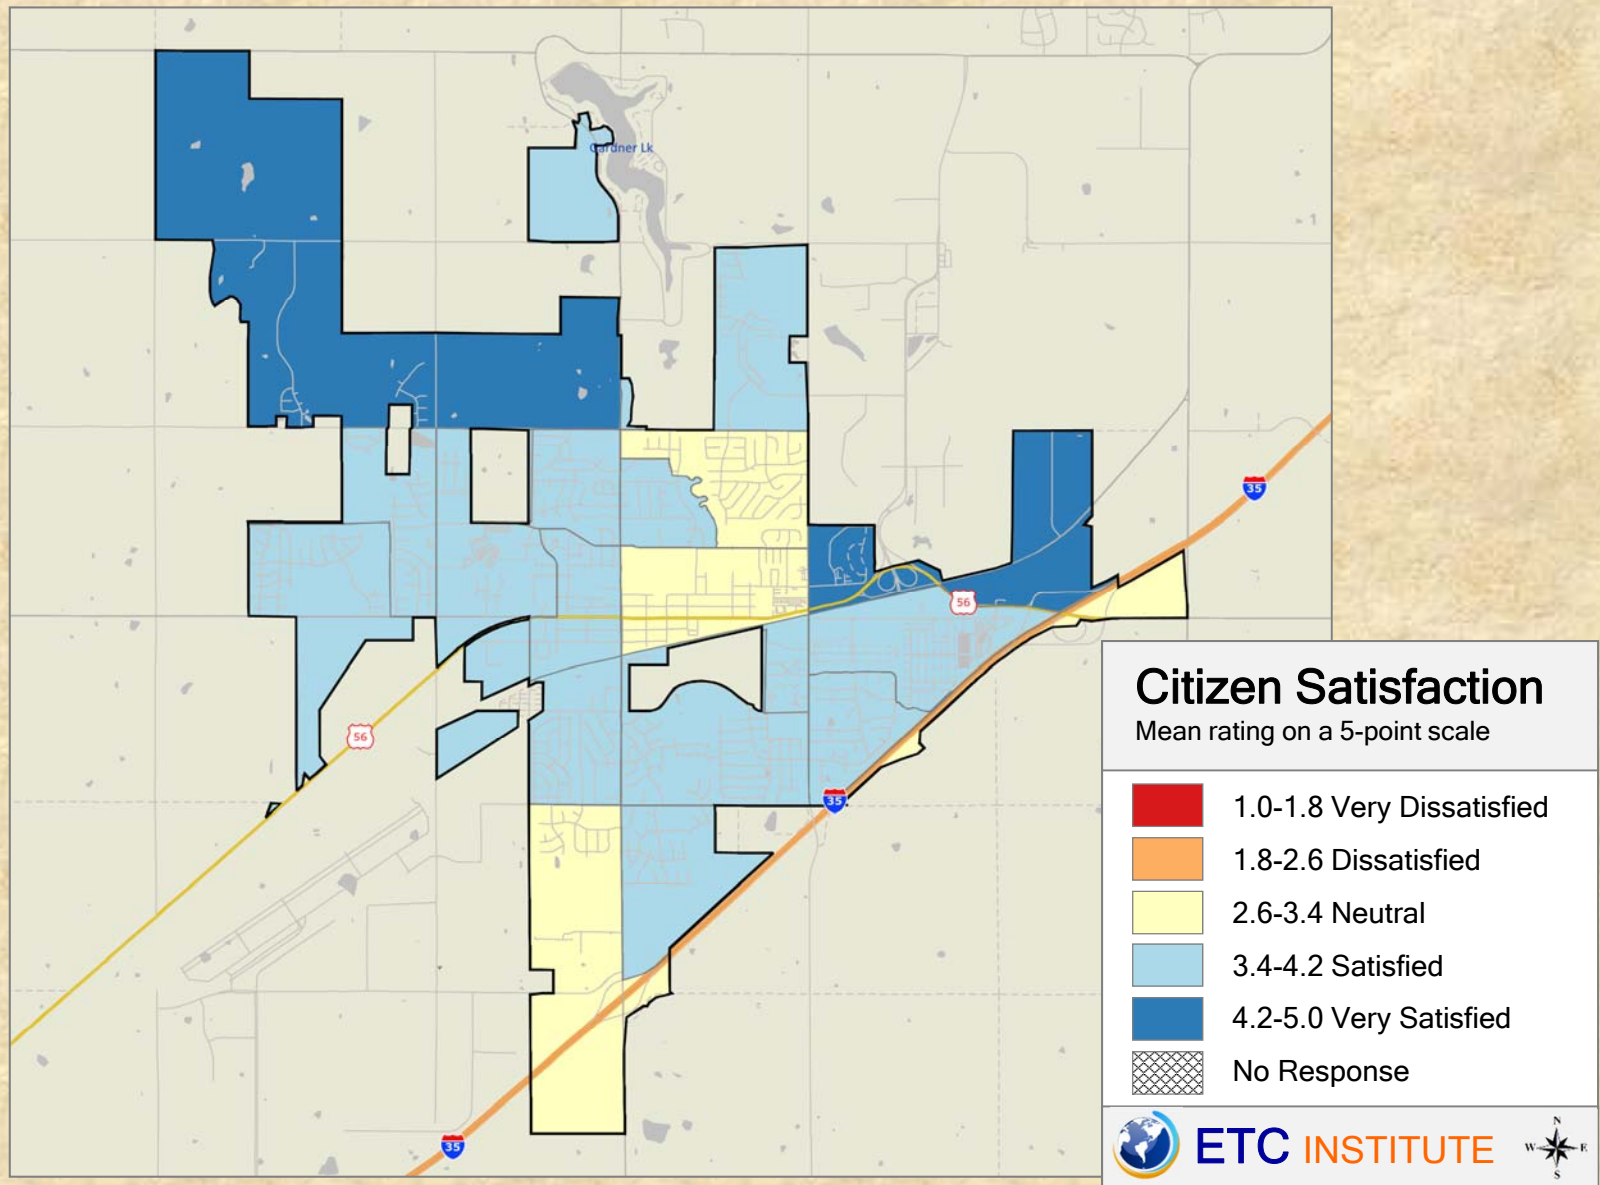 Gardner Lk
1
35
56
56
35
35
Citizen Satisfaction
Mean rating on a 5-point scale
1.0-1.8 Very Dissatisfied
1.8-2.6 Dissatisfied
2.6-3.4 Neutral
3.4-4.2 Satisfied
4.2-5.0 Very Satisfied
No Response
ETC INSTITUTE
N
W E
S